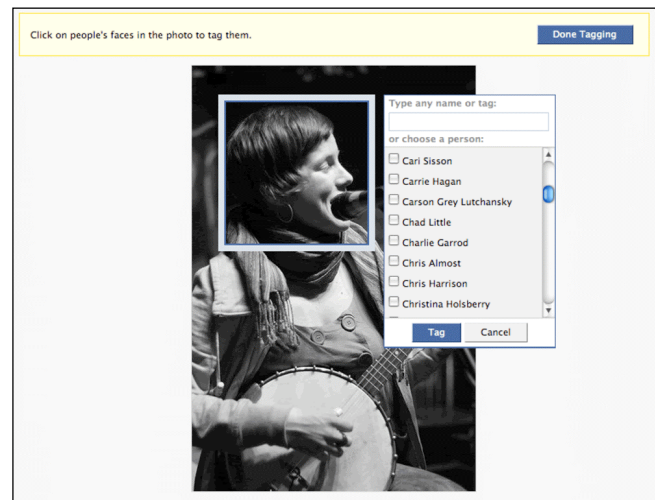 Click on people's faces in the photo to tag them.
Done Tagging
Type any name or tag:
or choose a person:
Cari Sisson
Carrie Hagan
Carson Grey Lutchansky
Chad Little
Charlie Garrod
Chris Almost
Chris Harrison
Christina Holsberry
Tag
Cancel